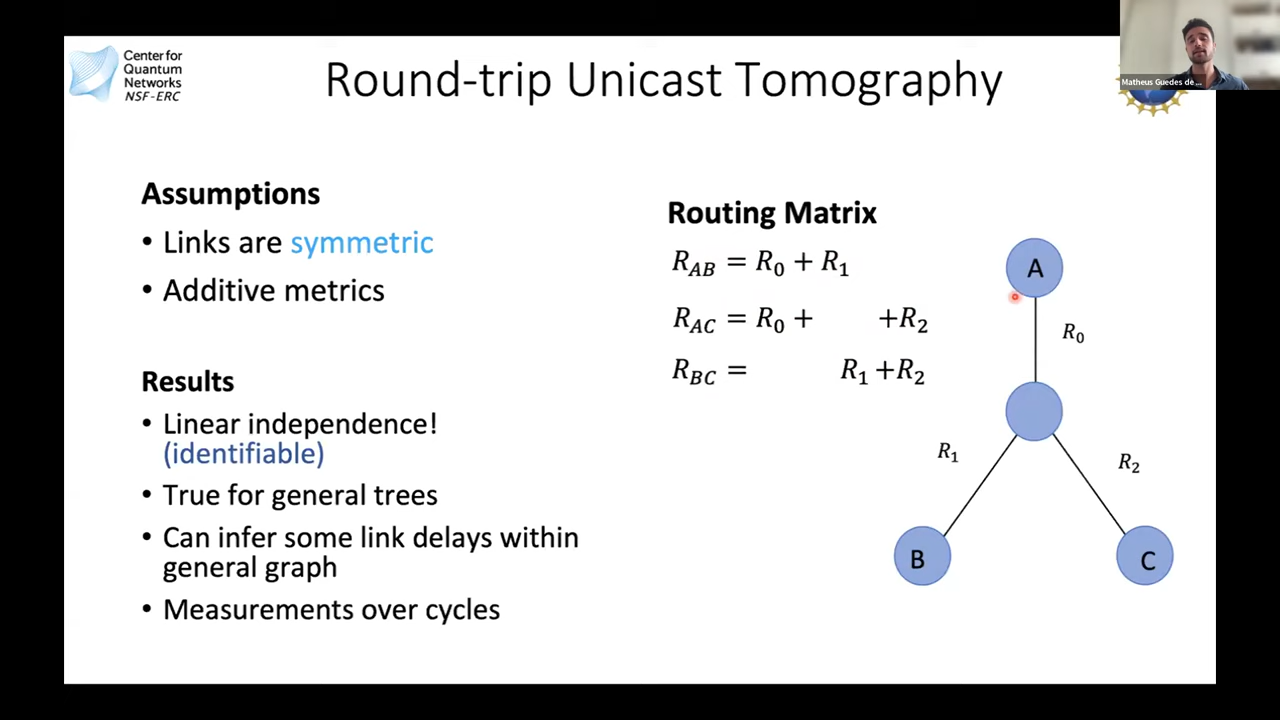 Center for
Quantum
Networks
NSF-ERC
Round-trip Unicast Tomography
Matheus Guedes de ...
Assumptions
• Links are symmetric
• Additive metrics
Results
• Linear independence!
(identifiable)
• True for general trees
• Can infer some link delays within
general graph
• Measurements over cycles
Routing Matrix
R_AB = R_0 + R_1
R_AC = R_0 + +R_2
R_BC = R_1 +R_2
A
R_0
R_1
R_2
B
C